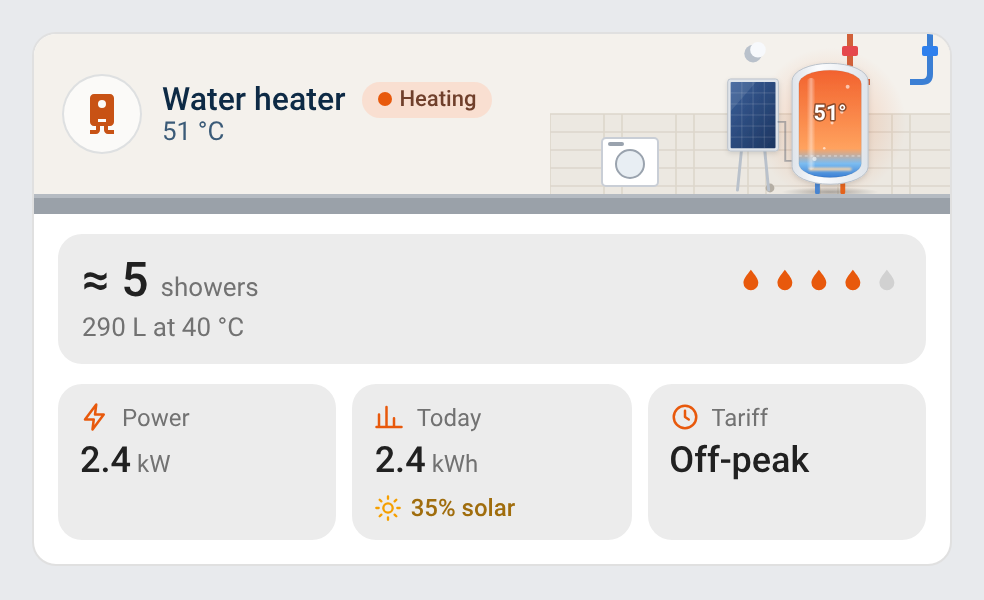 Water heater
Heating
51 °C
51°
≈ 5 showers
290 L at 40 °C
Power
2.4 kW
Today
2.4 kWh
35% solar
Tariff
Off-peak